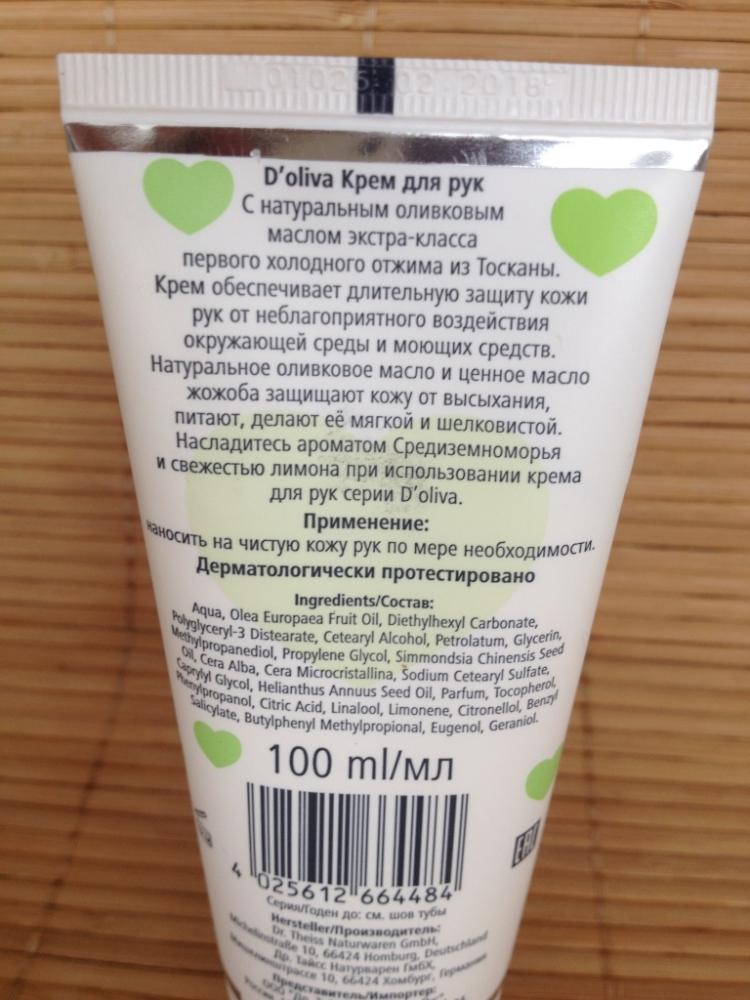 01025 02 2018
D'oliva Крем для рук
С натуральным оливковым
маслом экстра-класса
первого холодного отжима из Тосканы.
Крем обеспечивает длительную защиту кожи
рук от неблагоприятного воздействия
окружающей среды и моющих средств.
Натуральное оливковое масло и ценное масло
жожоба защищают кожу от высыхания,
питают, делают её мягкой и шелковистой.
Насладитесь ароматом Средиземноморья
и свежестью лимона при использовании крема
для рук серии D'oliva.
Применение:
наносить на чистую кожу рук по мере необходимости.
Дерматологически протестировано
Ingredients/Состав:
Aqua, Olea Europaea Fruit Oil, Diethylhexyl Carbonate,
Polyglyceryl-3 Distearate, Cetearyl Alcohol, Petrolatum, Glycerin,
Methylpropanediol, Propylene Glycol, Simmondsia Chinensis Seed
Oil, Cera Alba, Cera Microcristallina, Sodium Cetearyl Sulfate,
Caprylyl Glycol, Helianthus Annuus Seed Oil, Parfum, Tocopherol,
Phenylpropanol, Citric Acid, Linalool, Limonene, Citronellol, Benzyl
Salicylate, Butylphenyl Methylpropional, Eugenol, Geraniol.
100 ml/мл
EAC
4 025612 664484
Серия/Годен до: см. шов тубы
Hersteller/Производитель:
Dr. Theiss Naturwaren GmbH,
Michelinstraße 10, 66424 Homburg, Deutschland
Др. Тайсс Натурварен ГмбХ,
Михелинштрассе 10, 66424 Хомбург, Германия
Представитель/Импортер: